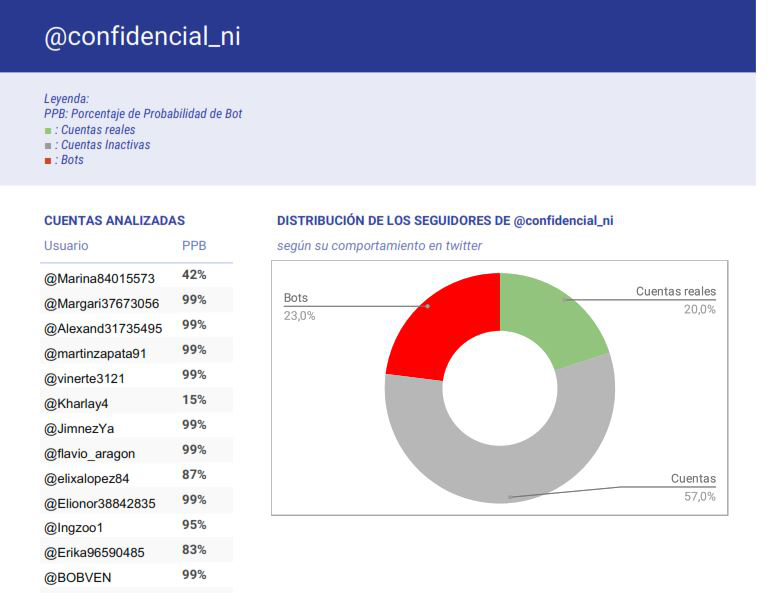 @confidencial_ni
Leyenda:
PPB: Porcentaje de Probabilidad de Bot
: Cuentas reales
: Cuentas Inactivas
: Bots
CUENTAS ANALIZADAS
Usuario PPB
@Marina84015573 42%
@Margari37673056 99%
@Alexand31735495 99%
@martinzapata91 99%
@vinerte3121 99%
@Kharlay4 15%
@JimnezYa 99%
@flavio_aragon 99%
@elixalopez84 87%
@Elionor38842835 99%
@Ingzoo1 95%
@Erika96590485 83%
@BOBVEN 99%
DISTRIBUCIÓN DE LOS SEGUIDORES DE @confidencial_ni
según su comportamiento en twitter
Bots
23,0%
Cuentas reales
20,0%
Cuentas
57,0%